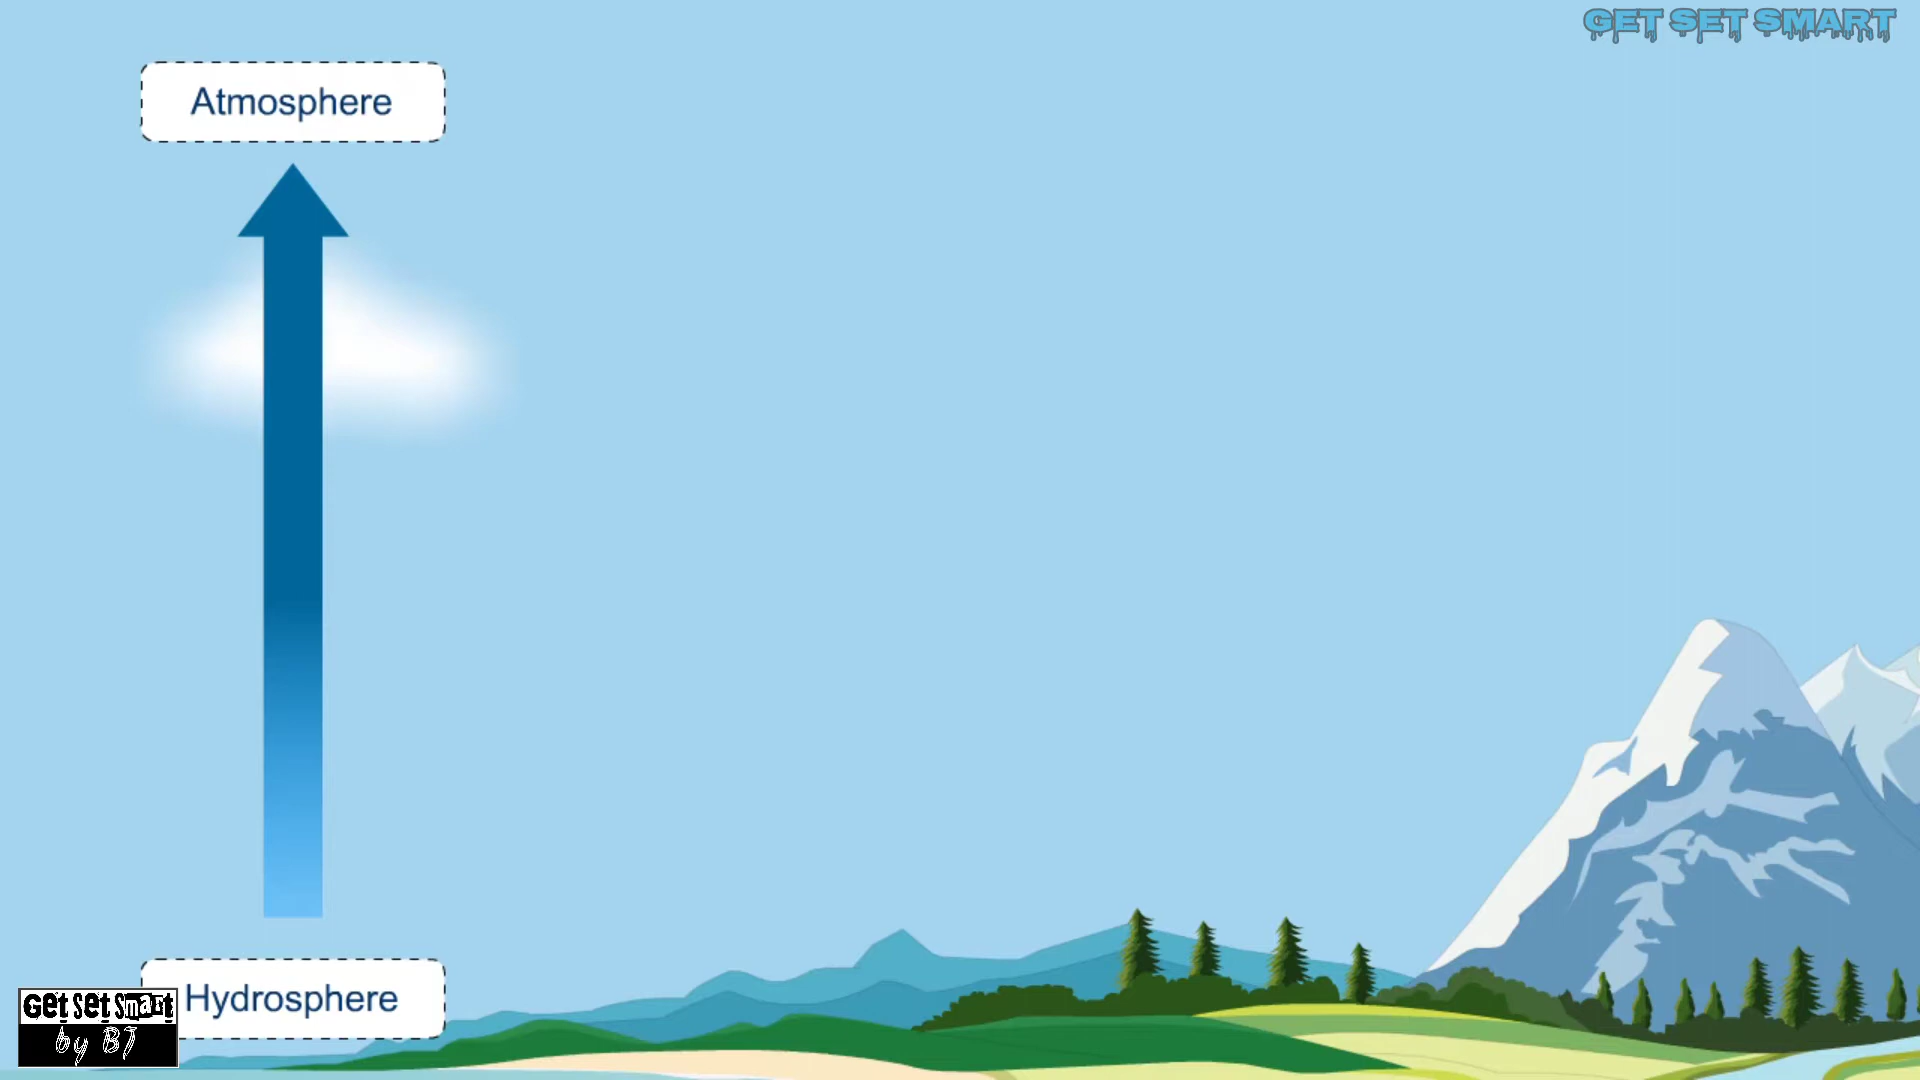 GET SET SMART
Atmosphere
Hydrosphere
Get set smart
by BJ